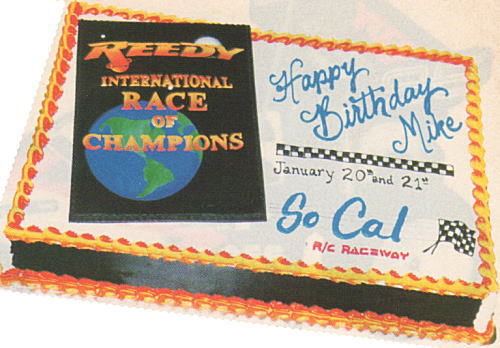 REEDY
INTERNATIONAL
RACE
OF
CHAMPIONS
Happy
Birthday
Mike
January 20th and 21st
So Cal
R/C RACEWAY